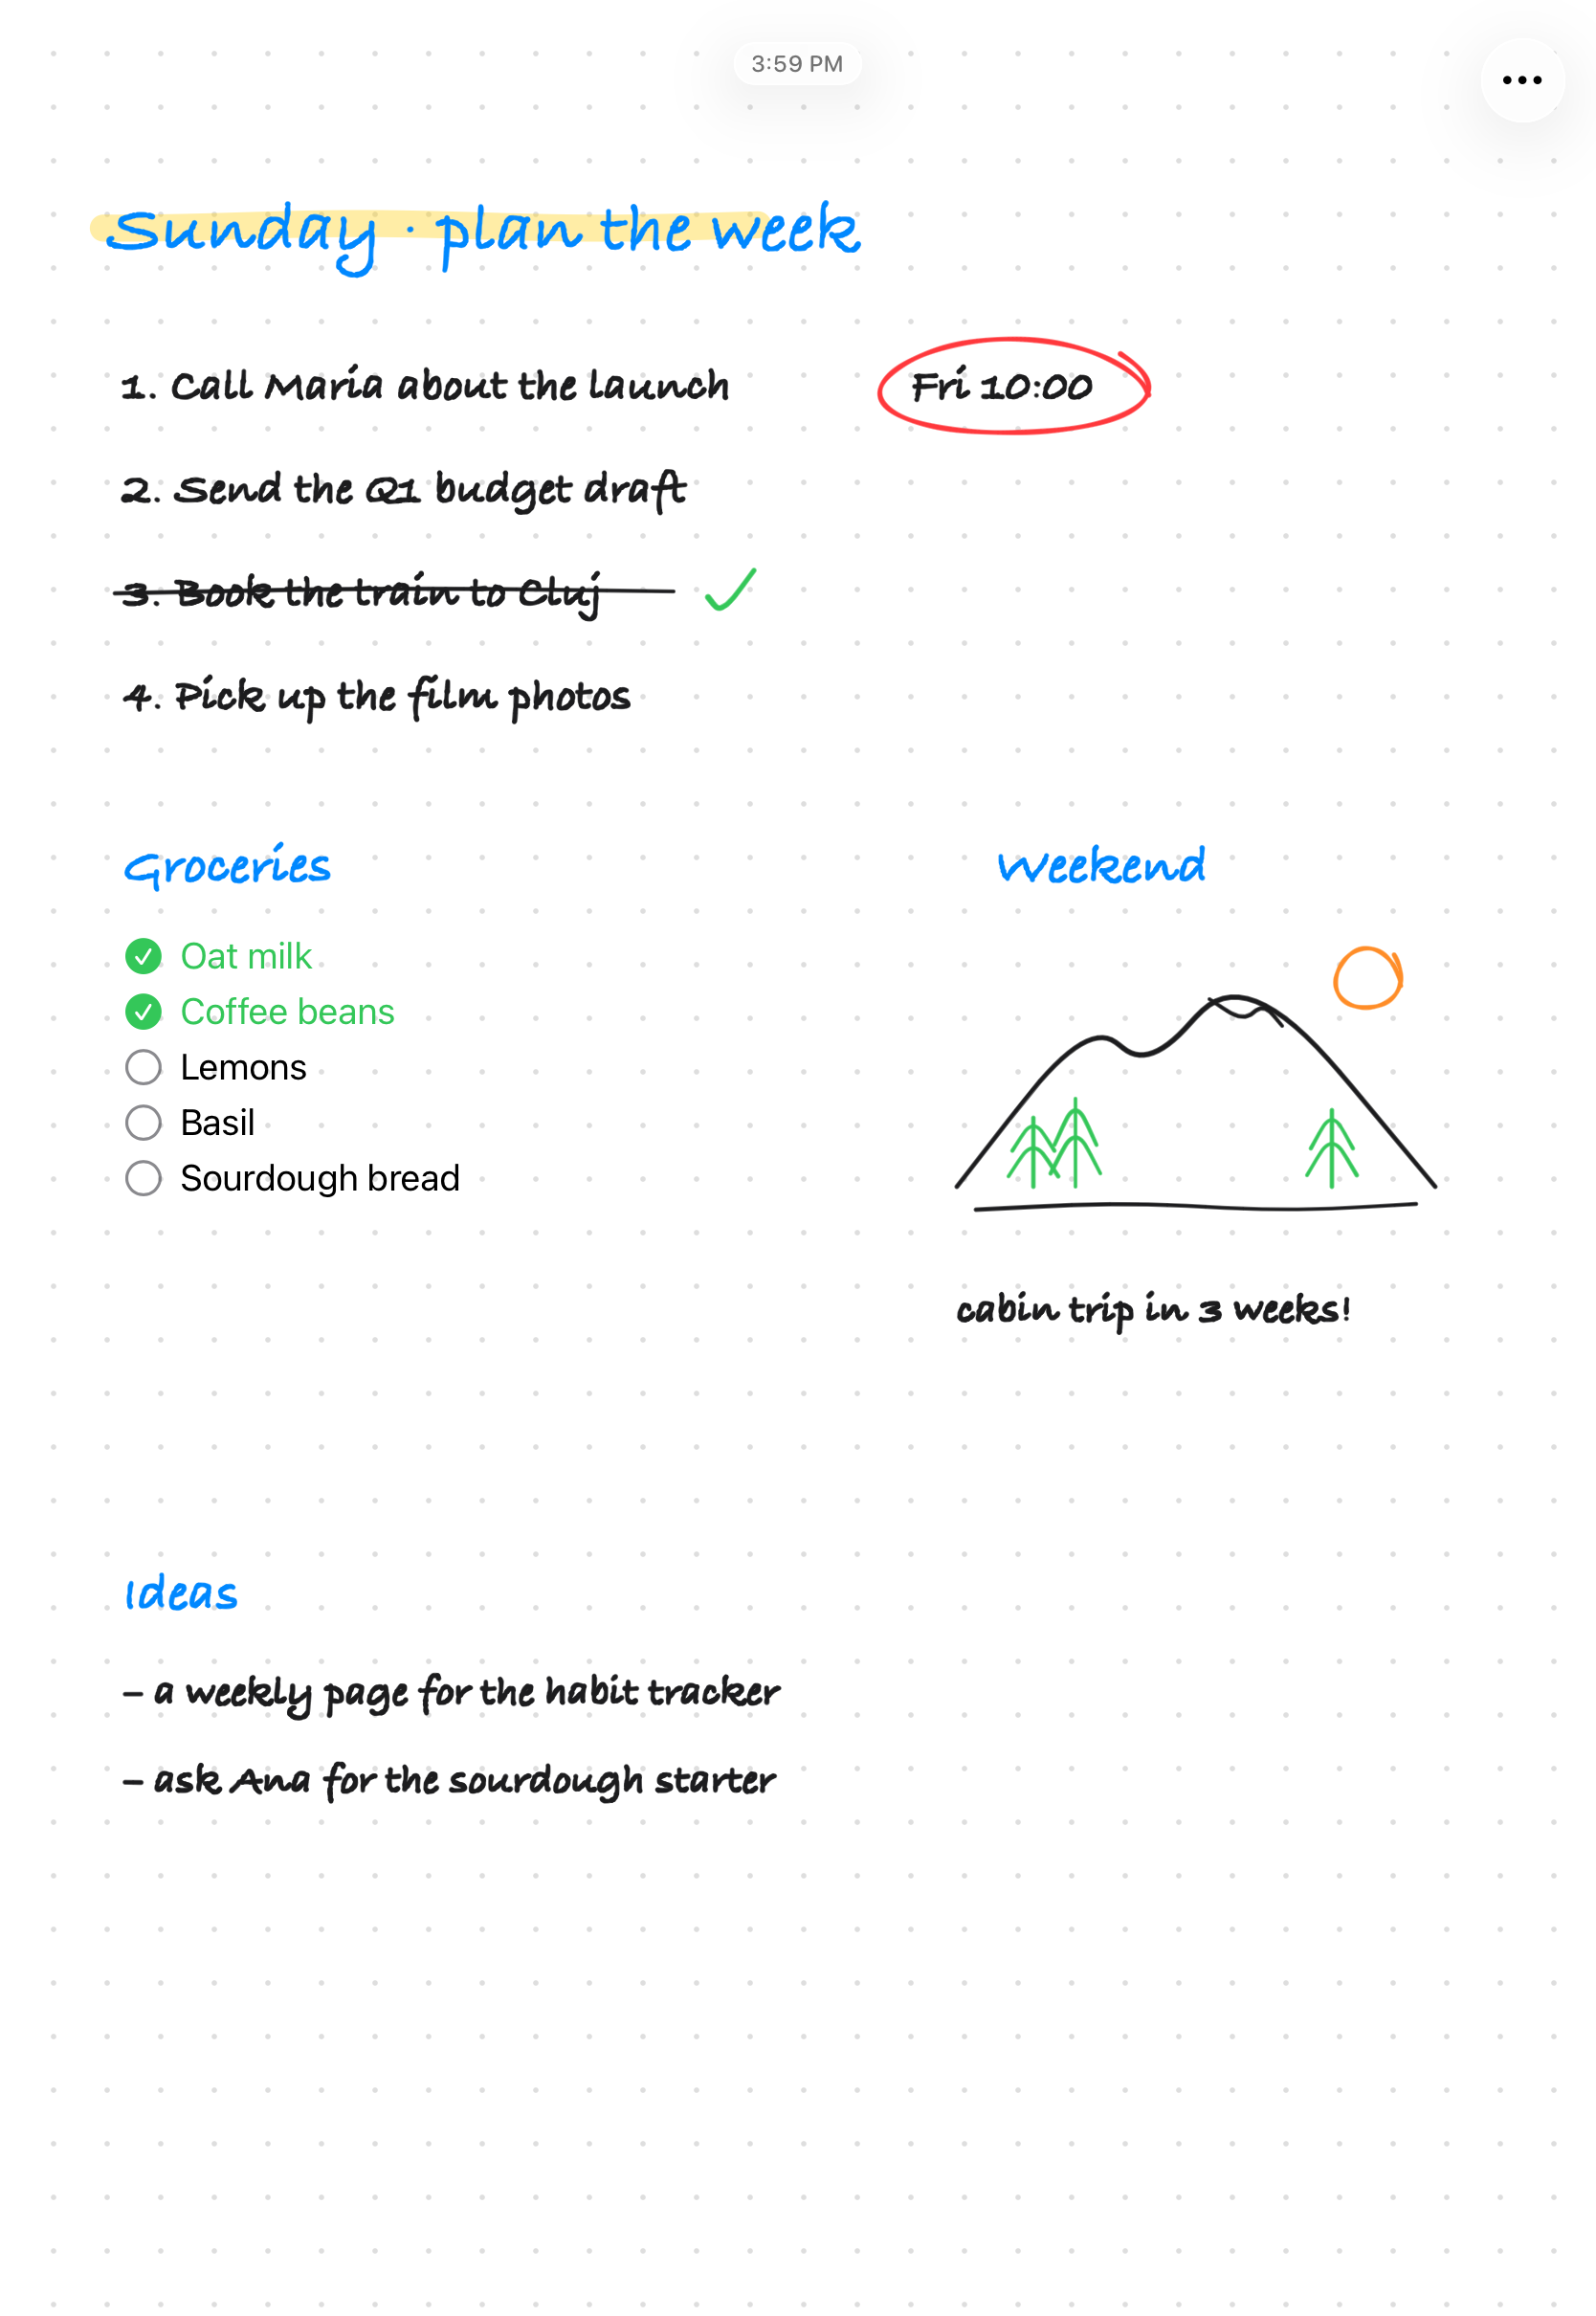 3:59 PM
Sunday · plan the week
1. Call Maria about the launch
Fri 10:00
2. Send the Q1 budget draft
3. Book the train to Cluj
4. Pick up the film photos
Groceries
Oat milk
Coffee beans
Lemons
Basil
Sourdough bread
Weekend
cabin trip in 3 weeks!
Ideas
– a weekly page for the habit tracker
– ask Ana for the sourdough starter